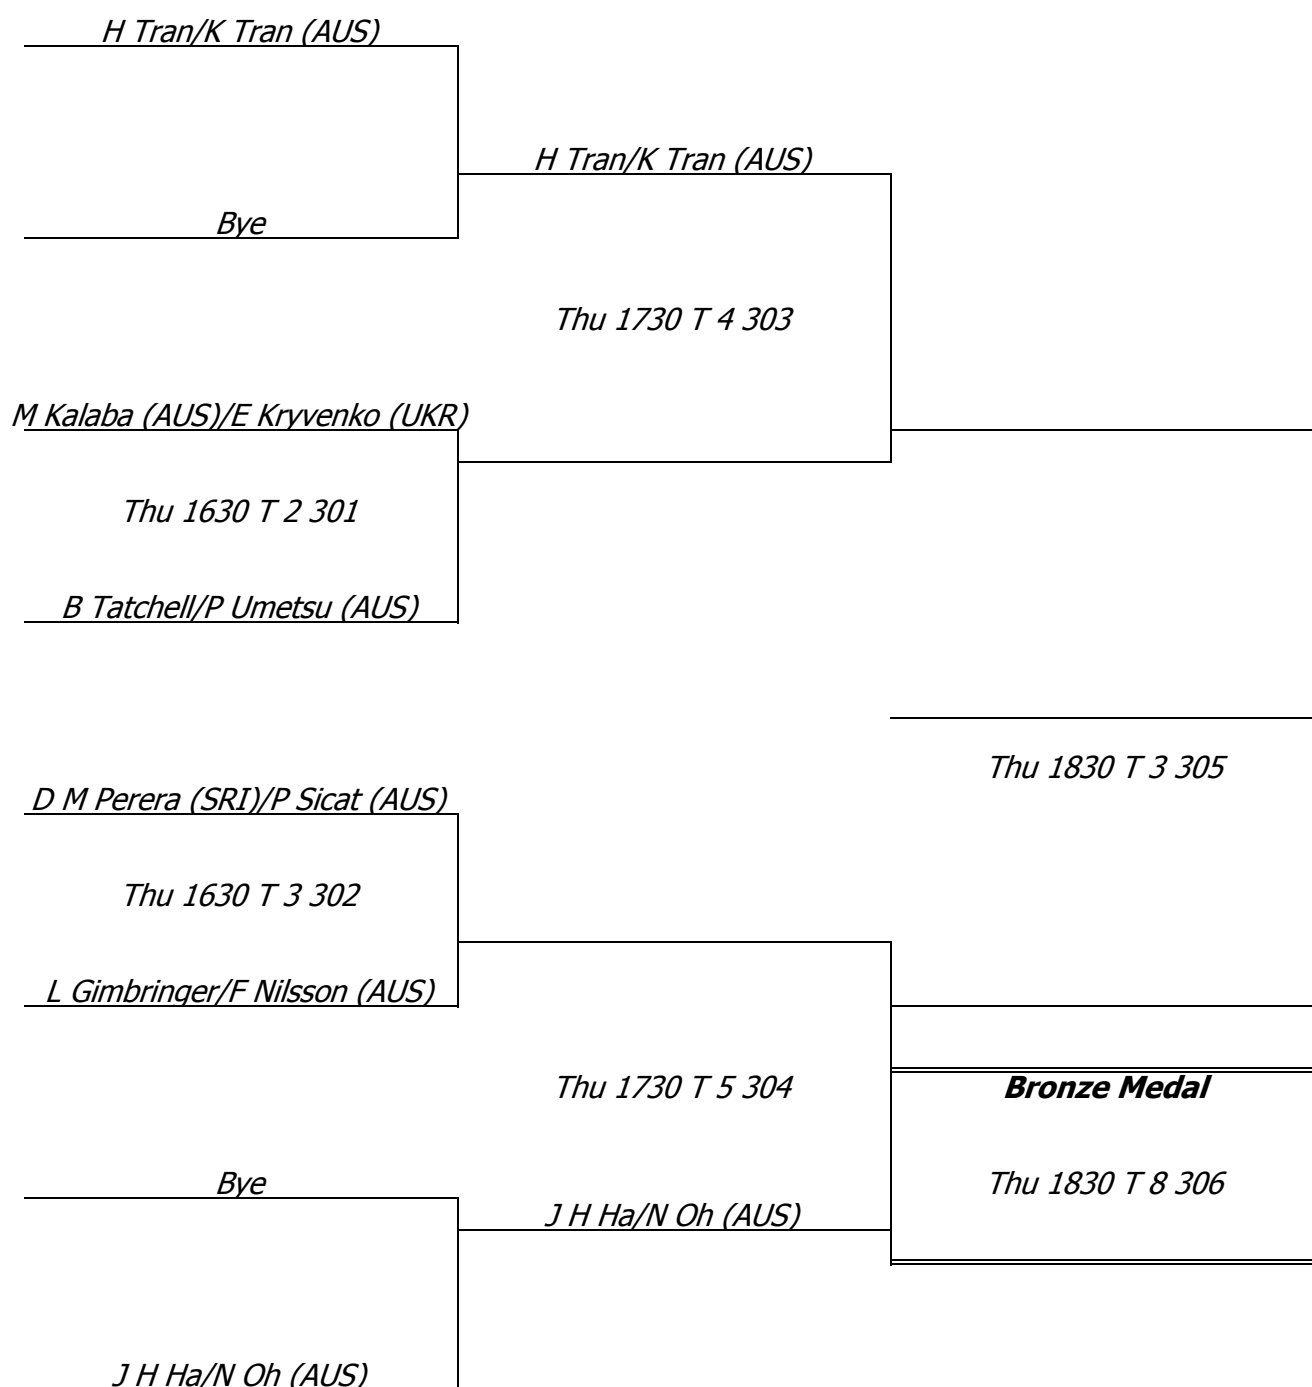 H Tran/K Tran (AUS)
H Tran/K Tran (AUS)
Bye
Thu 1730 T 4 303
M Kalaba (AUS)/E Kryvenko (UKR)
Thu 1630 T 2 301
B Tatchell/P Umetsu (AUS)
Thu 1830 T 3 305
D M Perera (SRI)/P Sicat (AUS)
Thu 1630 T 3 302
L Gimbringer/F Nilsson (AUS)
Thu 1730 T 5 304
Bronze Medal
Bye
Thu 1830 T 8 306
J H Ha/N Oh (AUS)
J H Ha/N Oh (AUS)